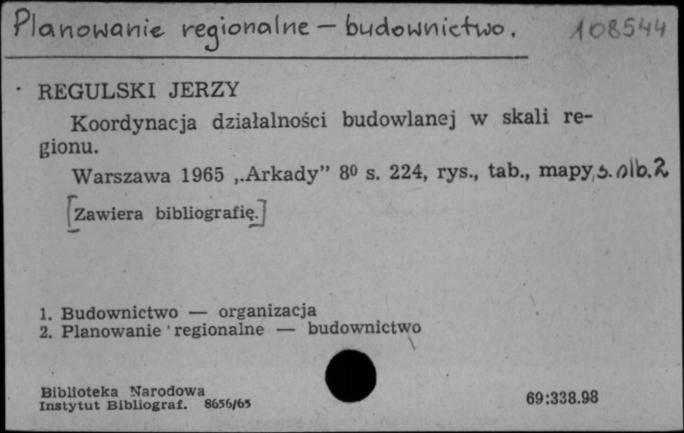 Planowanie regionalne — budownictwo.
108544
REGULSKI JERZY
Koordynacja działalności budowlanej w skali re-
gionu.
Warszawa 1965 ,,Arkady” 8⁰ s. 224, rys., tab., mapy, s. nlb. 2
[Zawiera bibliografię.]
1. Budownictwo — organizacja
2. Planowanie regionalne — budownictwo
Biblioteka Narodowa
Instytut Bibliograf. 8656/65
69:338.98